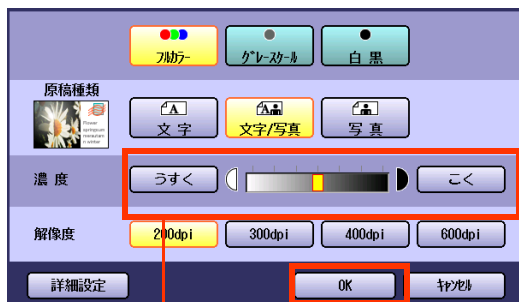 フルカラー グレースケール 白 黒
原稿種類
文 字 文字/写真 写 真
濃 度 うすく こく
解像度 200dpi 300dpi 400dpi 600dpi
詳細設定 OK キャンセル